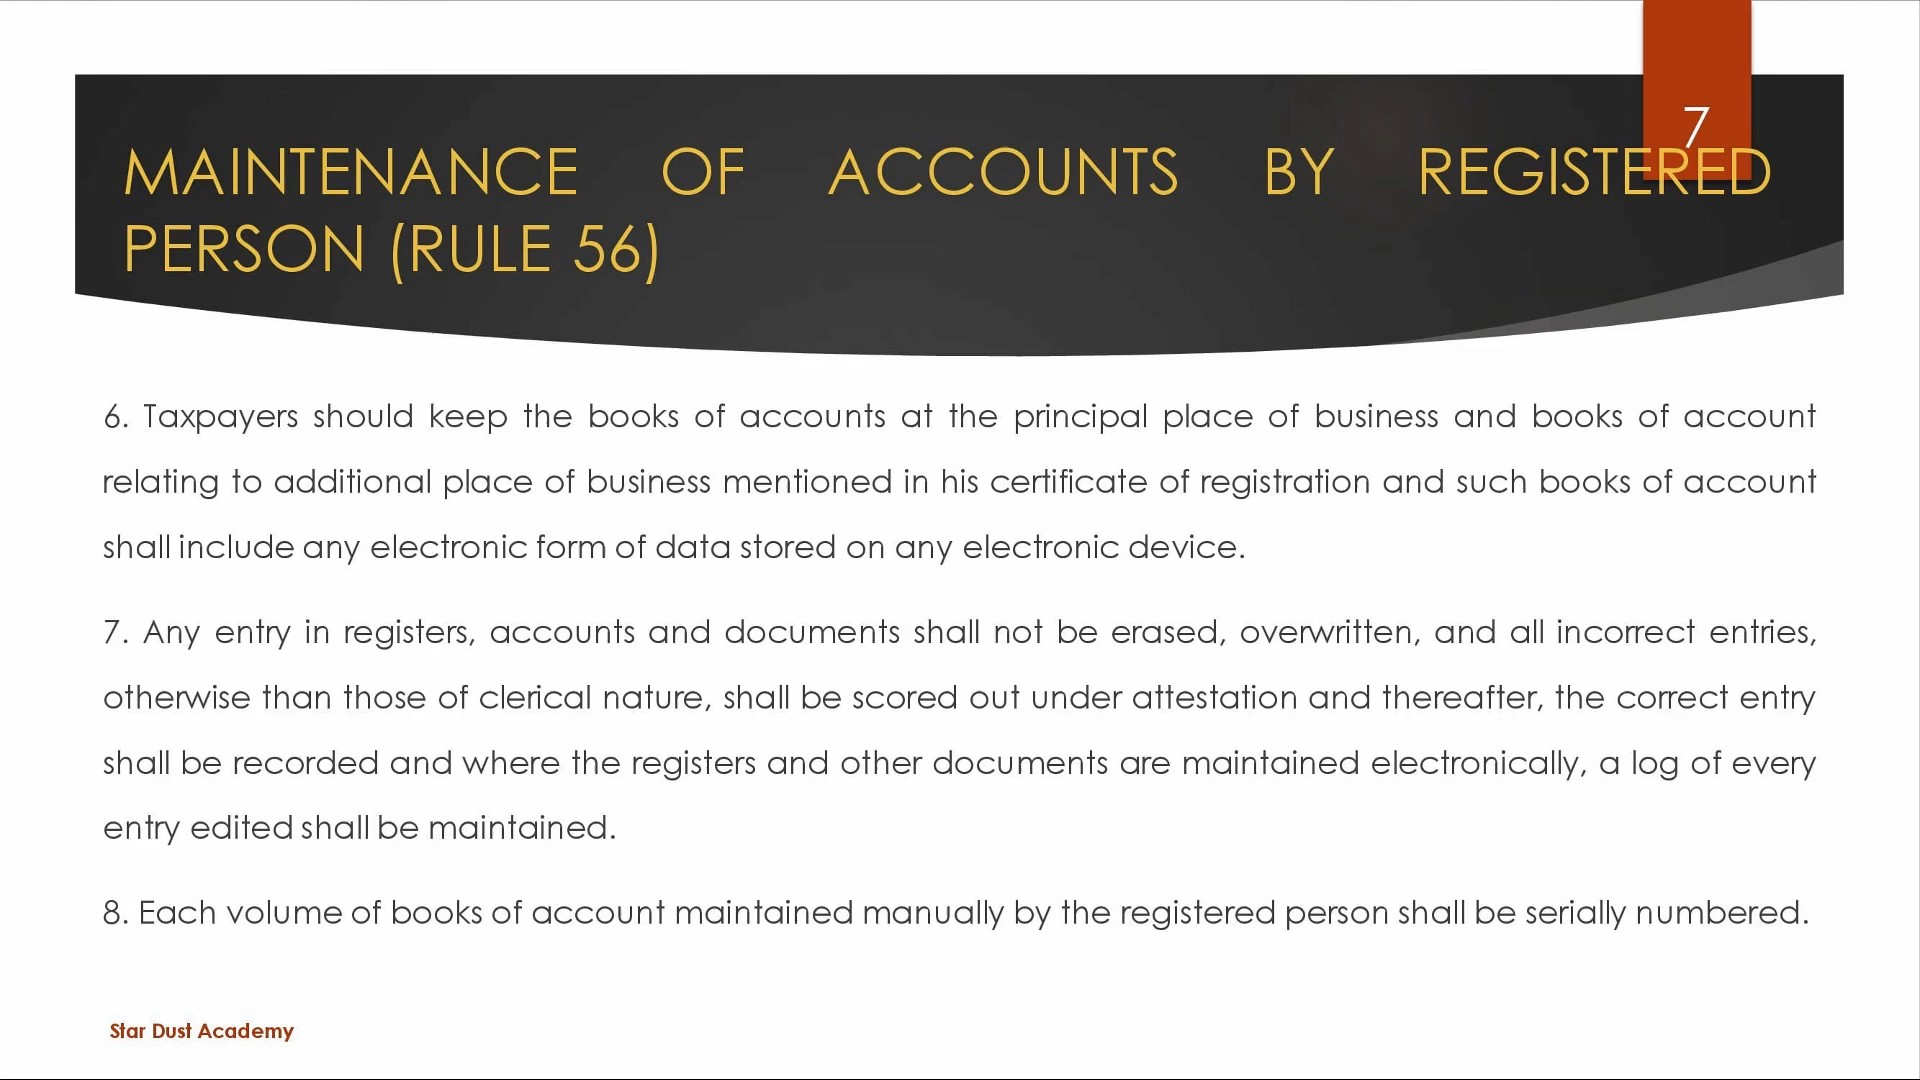 7
MAINTENANCE OF ACCOUNTS BY REGISTERED
PERSON (RULE 56)
6. Taxpayers should keep the books of accounts at the principal place of business and books of account
relating to additional place of business mentioned in his certificate of registration and such books of account
shall include any electronic form of data stored on any electronic device.
7. Any entry in registers, accounts and documents shall not be erased, overwritten, and all incorrect entries,
otherwise than those of clerical nature, shall be scored out under attestation and thereafter, the correct entry
shall be recorded and where the registers and other documents are maintained electronically, a log of every
entry edited shall be maintained.
8. Each volume of books of account maintained manually by the registered person shall be serially numbered.
Star Dust Academy